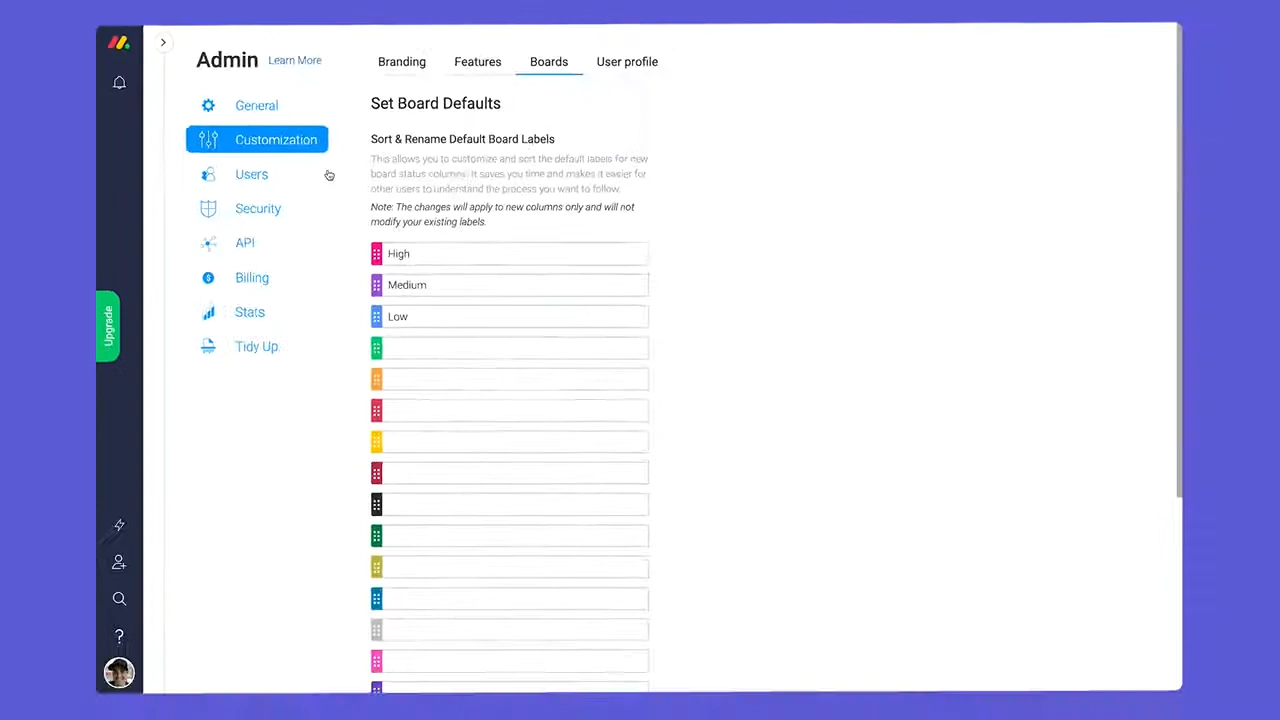 Admin Learn More
Branding Features Boards User profile
General
Customization
Users
Security
API
Billing
Stats
Tidy Up
Upgrade
Set Board Defaults
Sort & Rename Default Board Labels
This allows you to customize and sort the default labels for new
board status columns. It saves you time and makes it easier for
other users to understand the process you want to follow.
Note: The changes will apply to new columns only and will not
modify your existing labels.
High
Medium
Low